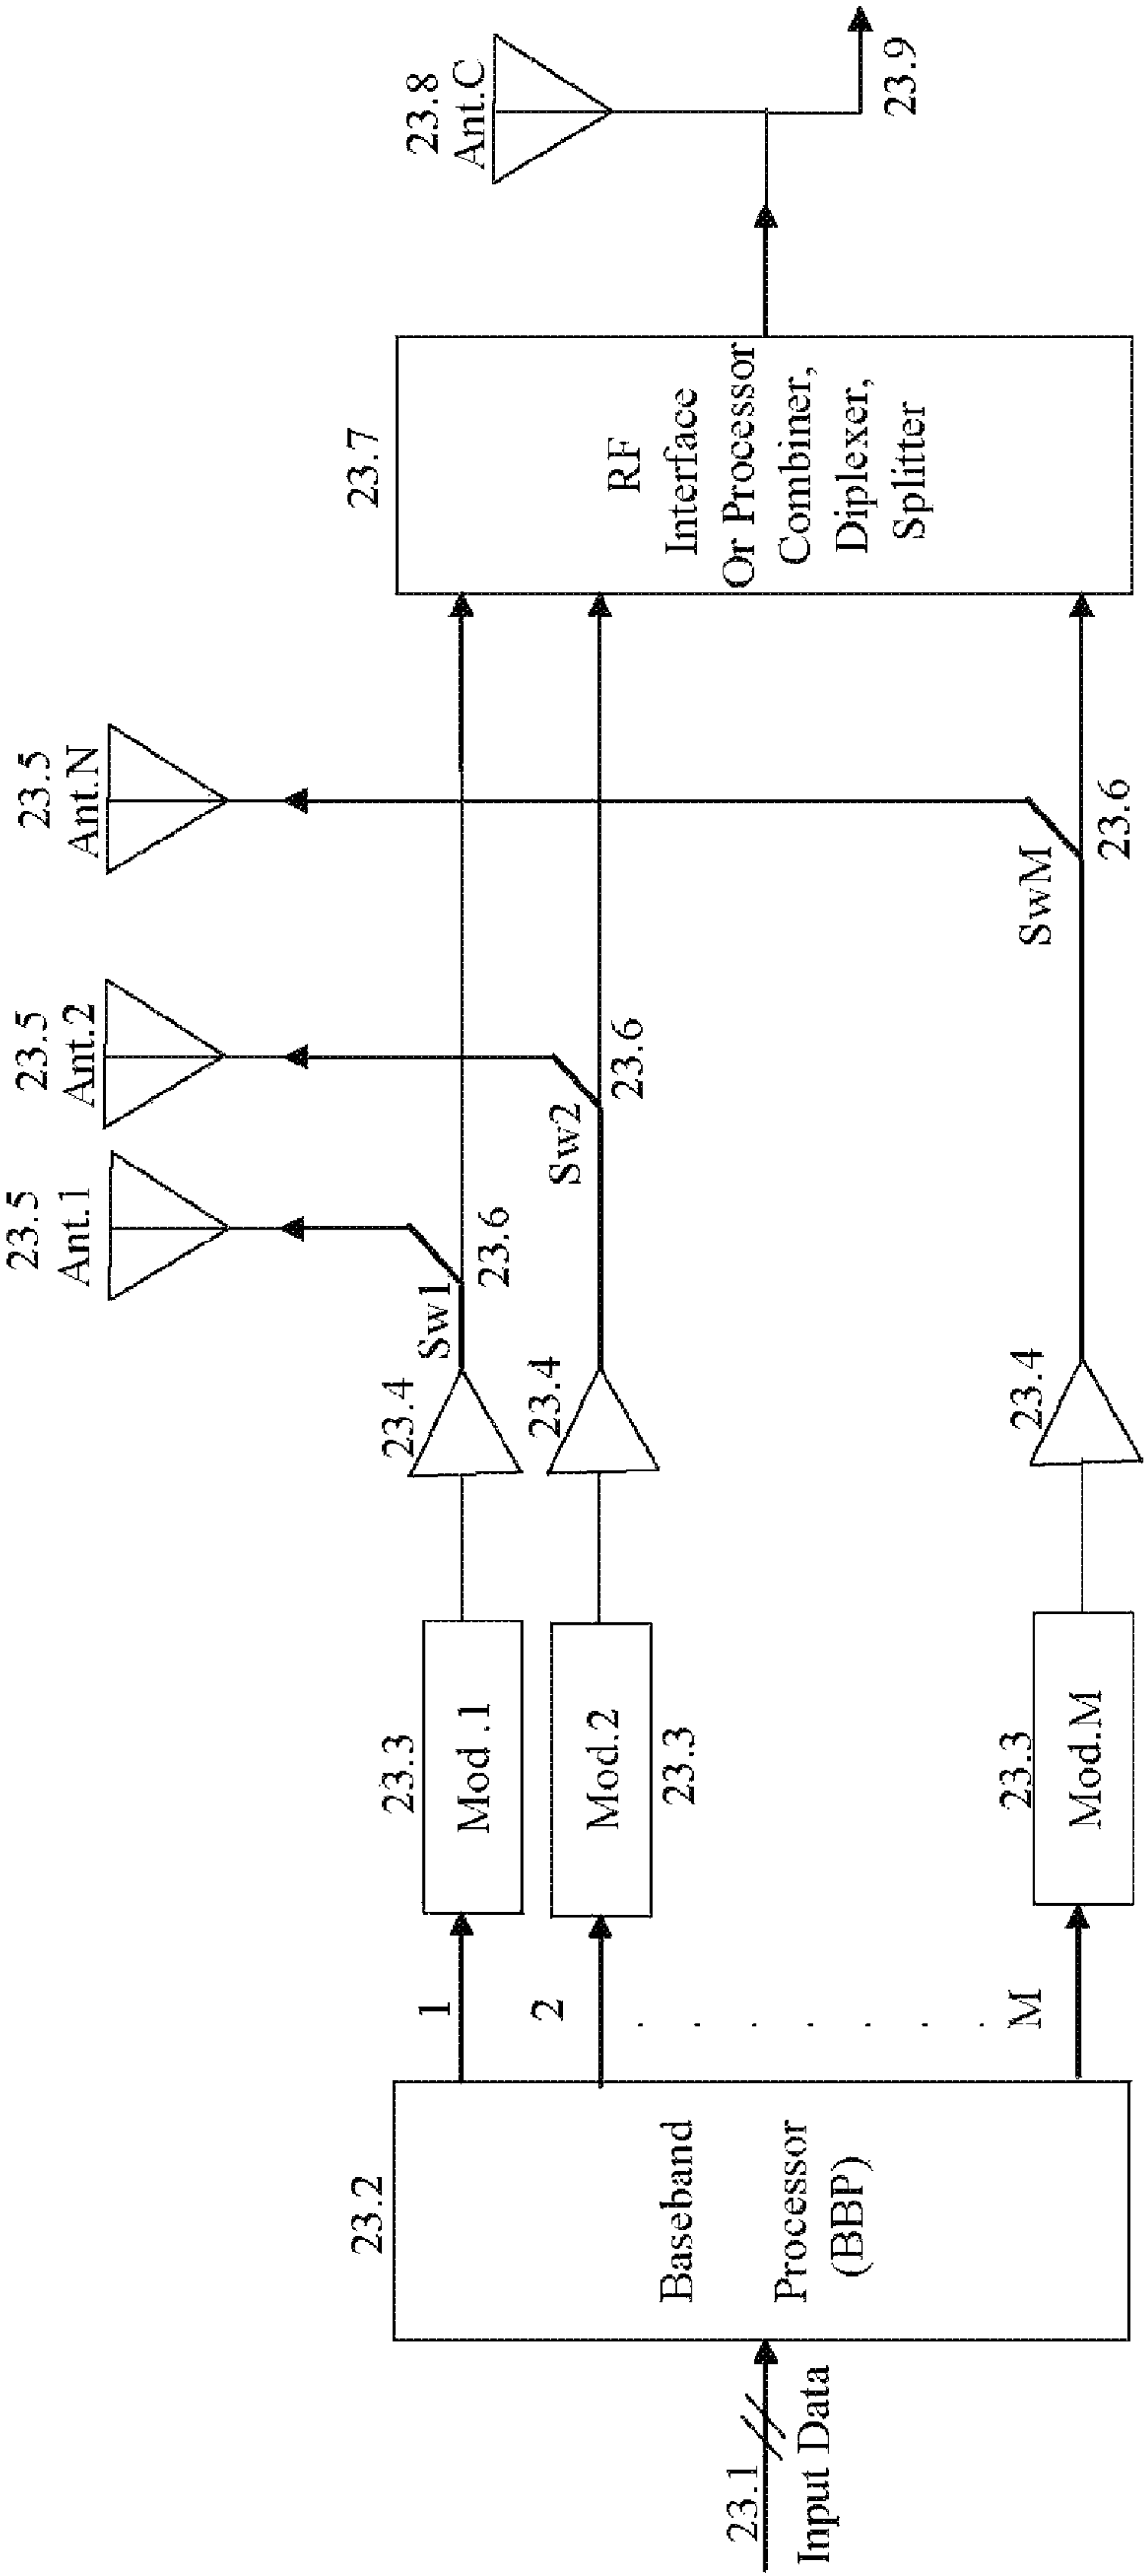 23.1
Input Data
23.2
Baseband
Processor
(BBP)
1
2
. . . . . . .
M
23.3
Mod .1
Mod.2
23.3
23.3
Mod.M
23.4
23.4
23.4
Sw1
23.6
Sw2
23.6
SwM
23.6
23.5
Ant.1
23.5
Ant.2
23.5
Ant.N
23.7
RF
Interface
Or Processor
Combiner,
Diplexer,
Splitter
23.8
Ant.C
23.9